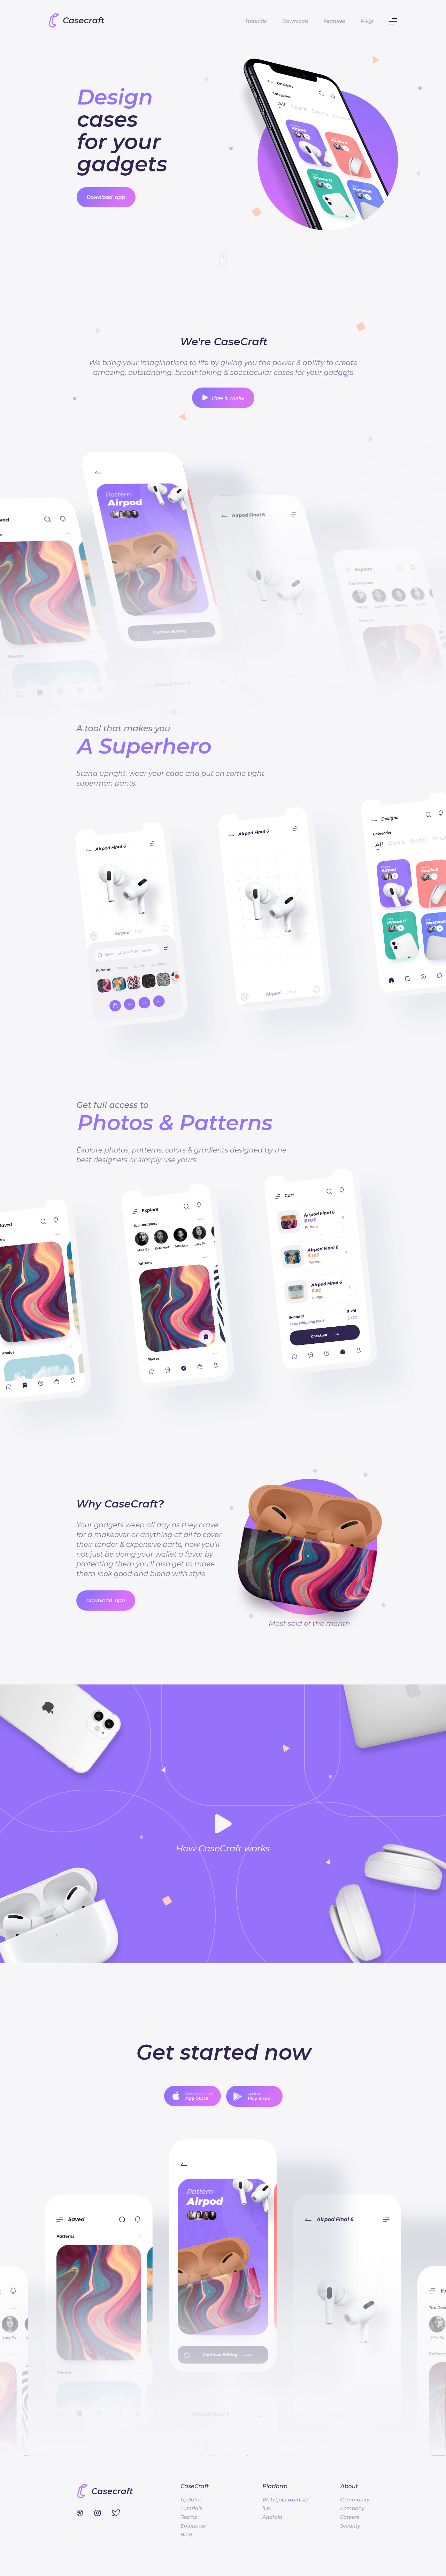 Casecraft
Tutorials Download Features FAQs
Design
cases
for your
gadgets
Download app
Designs
Categories
All
We're CaseCraft
We bring your imaginations to life by giving you the power & ability to create
amazing, outstanding, breathtaking & spectacular cases for your gadgets
How it works
Pattern
Airpod
Continue Editing
Airpod Final 6
Explore
Top Designers
A tool that makes you
A Superhero
Stand upright, wear your cape and put on some tight
superman pants.
Airpod Final 6
Airpod
Patterns
Airpod Final 6
Airpod
Designs
Categories
All Apple Beats
Get full access to
Photos & Patterns
Explore photos, patterns, colors & gradients designed by the
best designers or simply use yours
Saved
Photos
Explore
Top Designers
Patterns
Photos
Cart
Airpod Final 6
Pattern
Airpod Final 6
Pattern
Airpod Final 6
Subtotal
Checkout
Why CaseCraft?
Your gadgets weep all day as they crave
for a makeover or anything at all to cover
their tender & expensive parts, now you'll
not just be doing your wallet a favor by
protecting them you'll also get to make
them look good and blend with style
Download app
Most sold of the month
How CaseCraft works
Get started now
App Store
Play Store
Saved
Patterns
Photos
Pattern
Airpod
Continue Editing
Airpod Final 6
Casecraft
CaseCraft
Updates
Tutorials
Teams
Enterprise
Blog
Platform
Web (join waitlist)
iOS
Android
About
Community
Company
Careers
Security